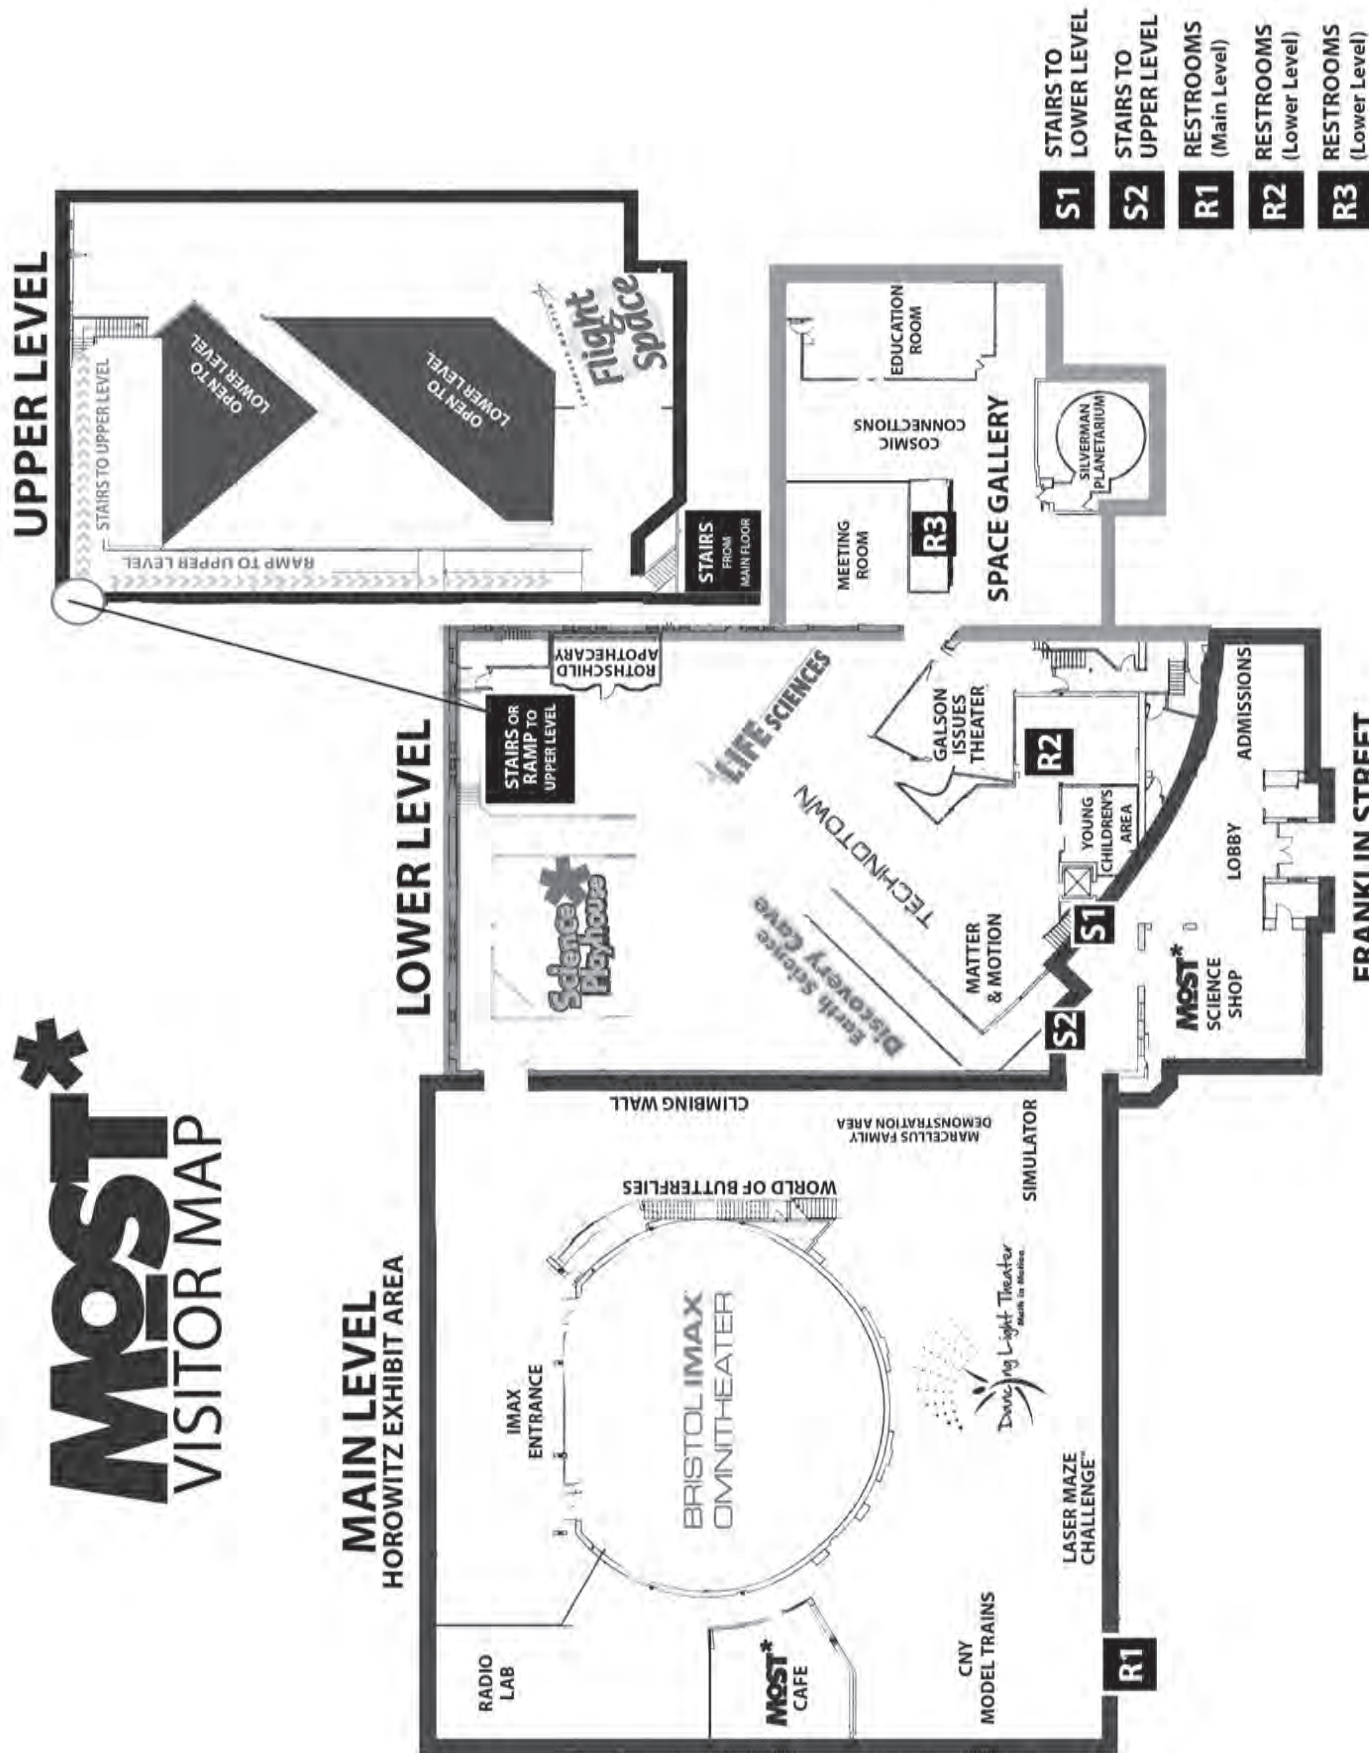 MOST*
VISITOR MAP
MAIN LEVEL
HOROWITZ EXHIBIT AREA
RADIO
LAB
IMAX
ENTRANCE
BRISTOL IMAX
OMNITHEATER
WORLD OF BUTTERFLIES
CLIMBING WALL
MARCELLUS FAMILY
DEMONSTRATION AREA
SIMULATOR
Dancing Light Theater
Math in Motion
LASER MAZE
CHALLENGE™
MOST*
CAFE
CNY
MODEL TRAINS
R1
LOWER LEVEL
Science
Playhouse
STAIRS OR
RAMP TO
UPPER LEVEL
ROTHSCHILD
APOTHECARY
LIFE SCIENCES
TECHNOTOWN
Earth Science
Discovery Cave
MATTER
& MOTION
GALSON
ISSUES
THEATER
R2
YOUNG
CHILDREN'S
AREA
S1
S2
MOST*
SCIENCE
SHOP
LOBBY
ADMISSIONS
FRANKLIN STREET
UPPER LEVEL
STAIRS TO UPPER LEVEL
RAMP TO UPPER LEVEL
OPEN TO
LOWER LEVEL
OPEN TO
LOWER LEVEL
Flight
Space
STAIRS
FROM
MAIN FLOOR
MEETING
ROOM
R3
COSMIC
CONNECTIONS
EDUCATION
ROOM
SPACE GALLERY
SILVERMAN
PLANETARIUM
S1 STAIRS TO
LOWER LEVEL
S2 STAIRS TO
UPPER LEVEL
R1 RESTROOMS
(Main Level)
R2 RESTROOMS
(Lower Level)
R3 RESTROOMS
(Lower Level)